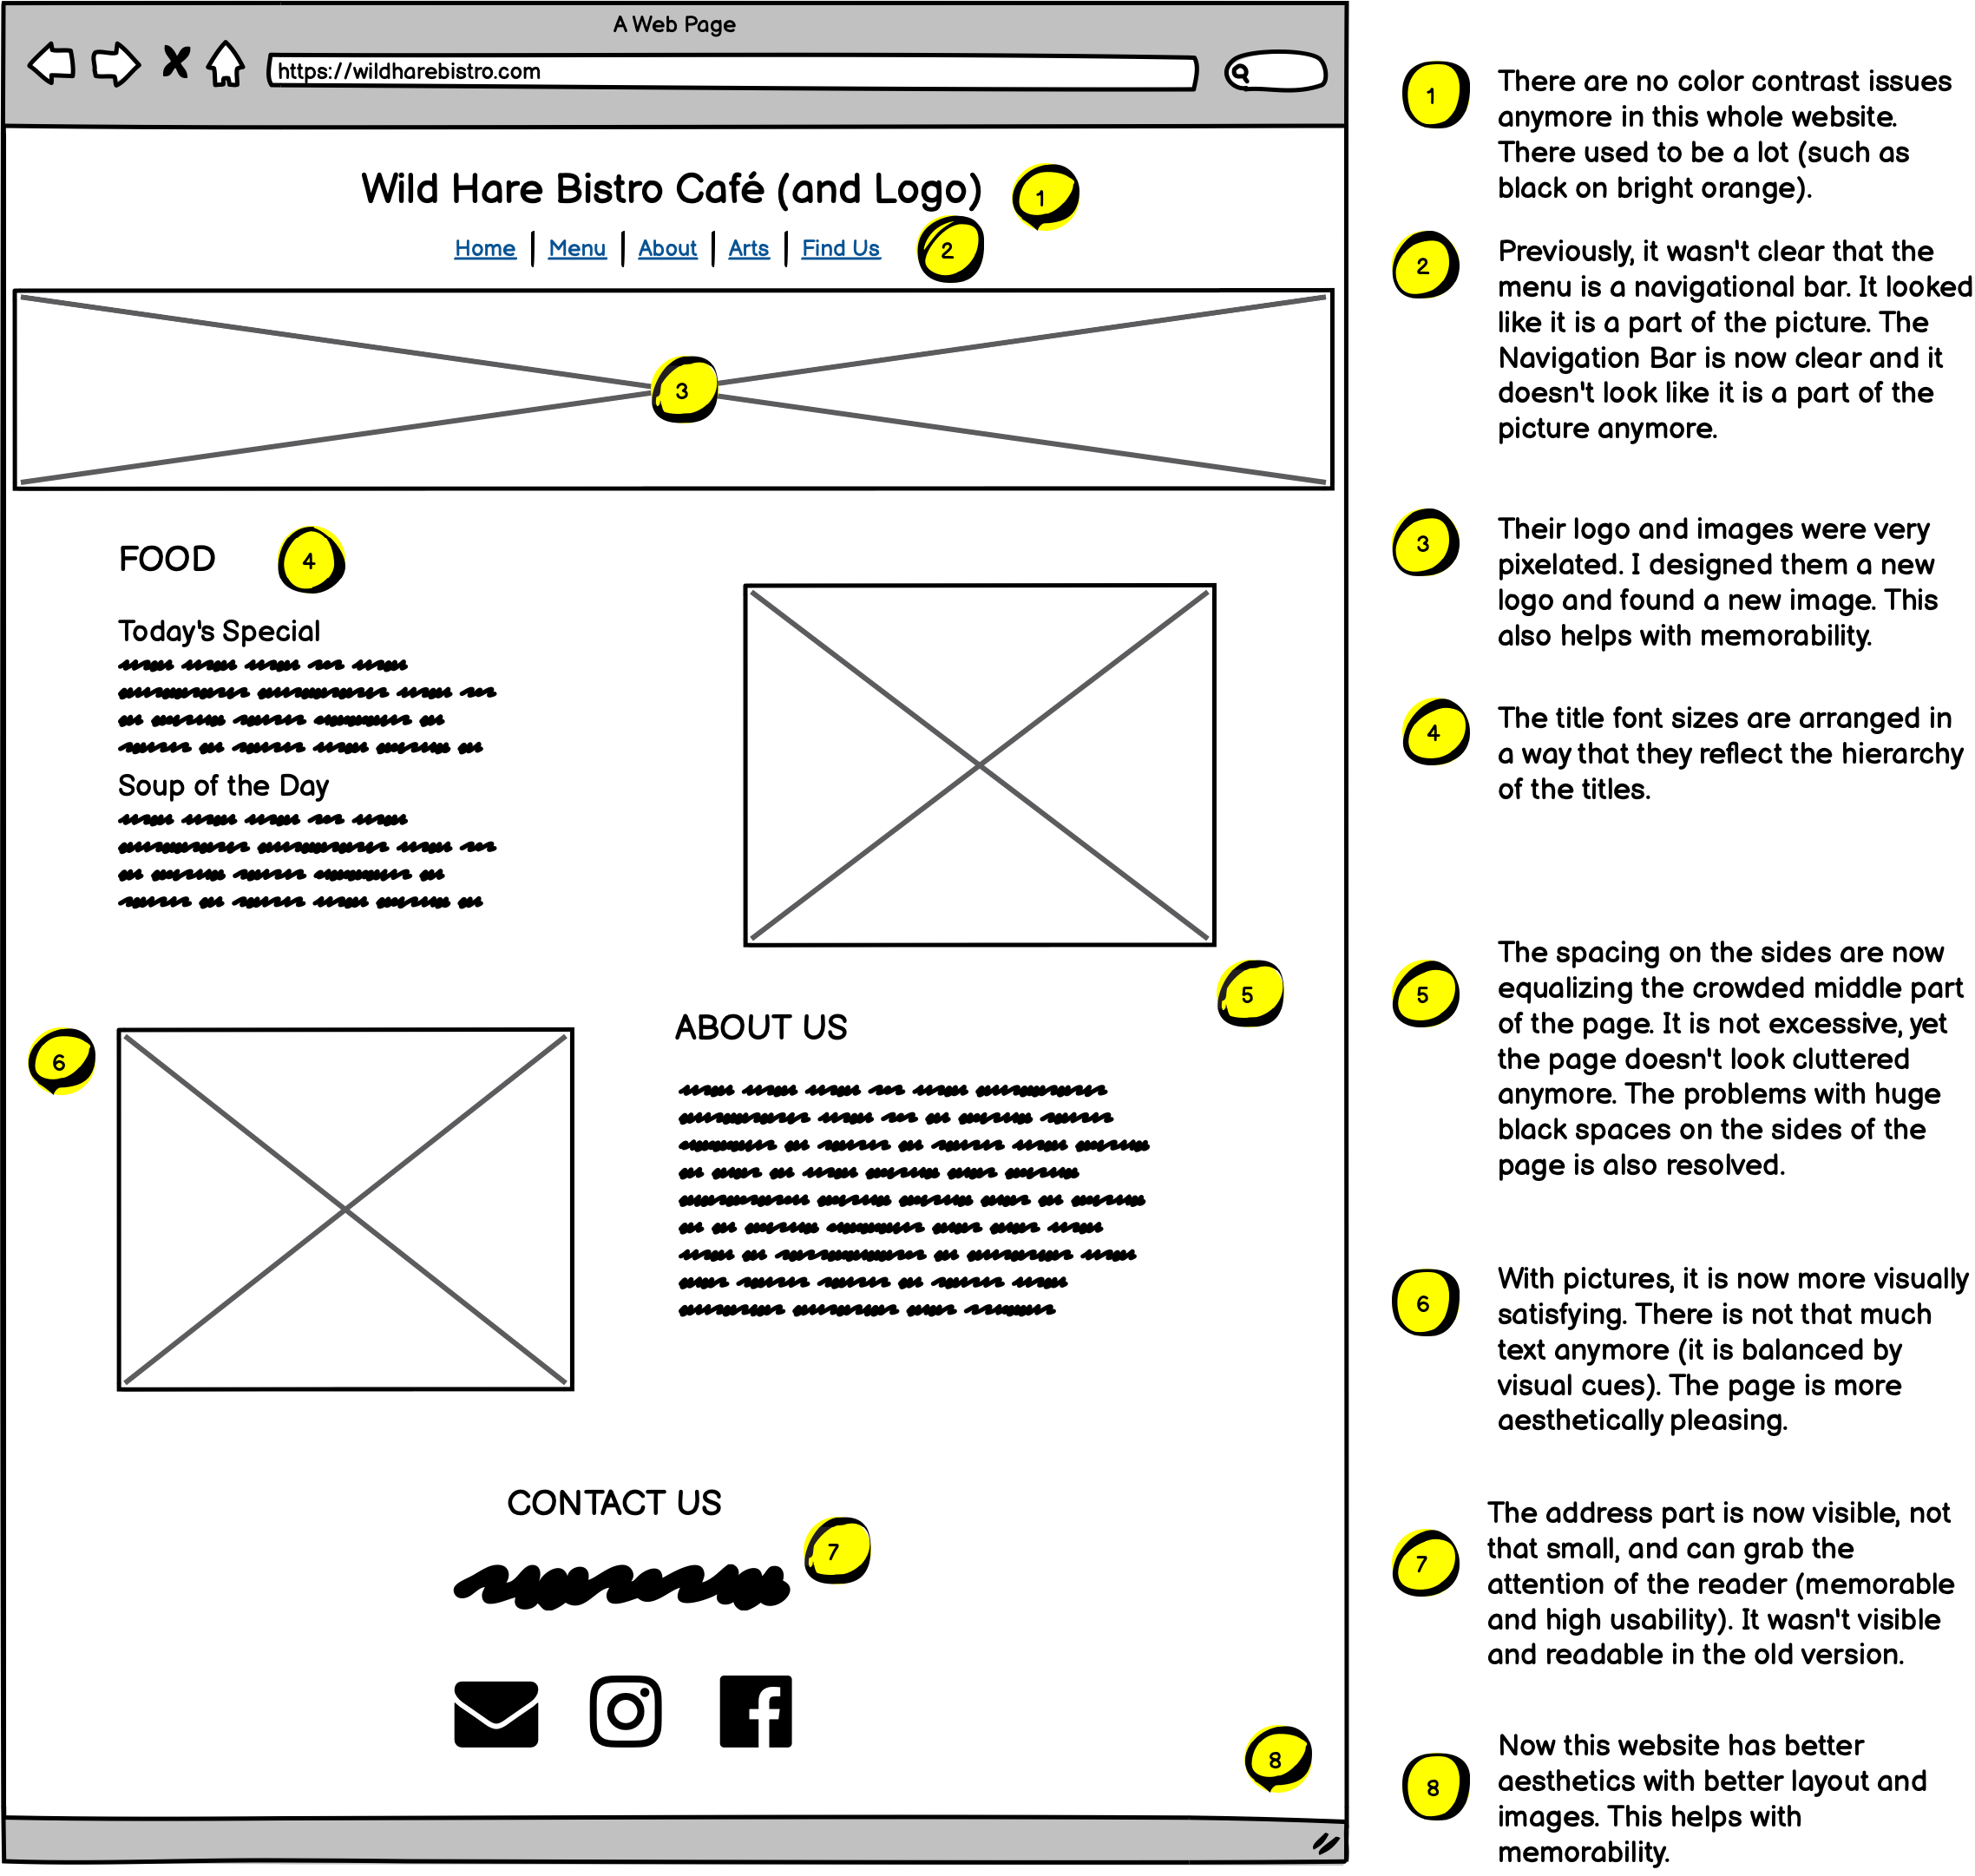 A Web Page
https://wildharebistro.com
Wild Hare Bistro Café (and Logo)
1
Home | Menu | About | Arts | Find Us
2
3
FOOD
4
Today's Special
Soup of the Day
5
6
ABOUT US
CONTACT US
7
8
1
There are no color contrast issues
anymore in this whole website.
There used to be a lot (such as
black on bright orange).
2
Previously, it wasn't clear that the
menu is a navigational bar. It looked
like it is a part of the picture. The
Navigation Bar is now clear and it
doesn't look like it is a part of the
picture anymore.
3
Their logo and images were very
pixelated. I designed them a new
logo and found a new image. This
also helps with memorability.
4
The title font sizes are arranged in
a way that they reflect the hierarchy
of the titles.
5
The spacing on the sides are now
equalizing the crowded middle part
of the page. It is not excessive, yet
the page doesn't look cluttered
anymore. The problems with huge
black spaces on the sides of the
page is also resolved.
6
With pictures, it is now more visually
satisfying. There is not that much
text anymore (it is balanced by
visual cues). The page is more
aesthetically pleasing.
7
The address part is now visible, not
that small, and can grab the
attention of the reader (memorable
and high usability). It wasn't visible
and readable in the old version.
8
Now this website has better
aesthetics with better layout and
images. This helps with
memorability.